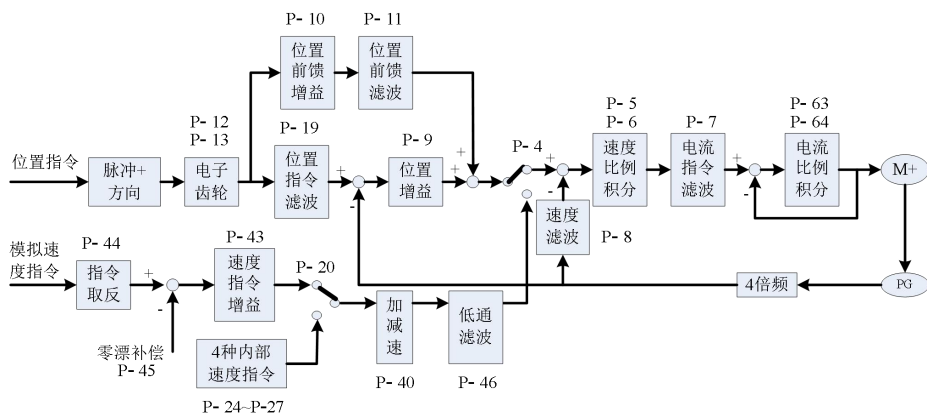 P- 10
P- 11
位置
前馈
增益
位置
前馈
滤波
P- 12
P- 13
P- 19
P- 9
P- 4
P- 5
P- 6
P- 7
P- 63
P- 64
位置指令
脉冲+
方向
电子
齿轮
位置
指令
滤波
+
-
位置
增益
+
+
+
-
速度
比例
积分
电流
指令
滤波
+
-
电流
比例
积分
M+
速度
滤波
P- 8
模拟速
度指令
P- 44
指令
取反
+
-
P- 43
速度
指令
增益
P- 20
加
减
速
低通
滤波
4倍频
PG
零漂补偿
P- 45
4种内部
速度指令
P- 40
P- 46
P- 24~P-27